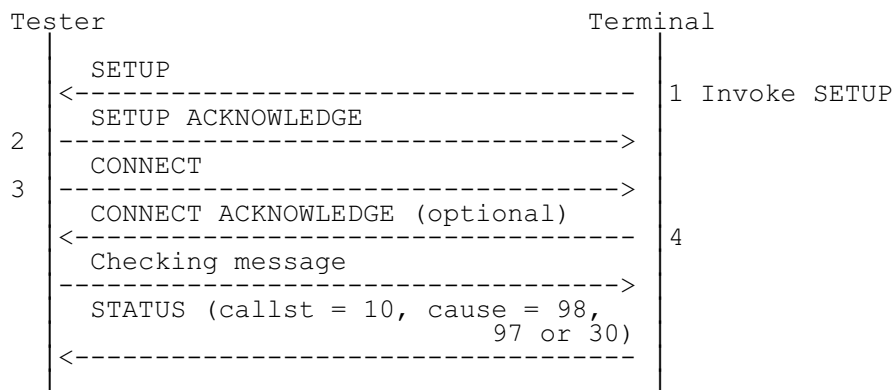 Tester Terminal
SETUP
1 Invoke SETUP
SETUP ACKNOWLEDGE
2
CONNECT
3
CONNECT ACKNOWLEDGE (optional)
4
Checking message
STATUS (callst = 10, cause = 98,
97 or 30)